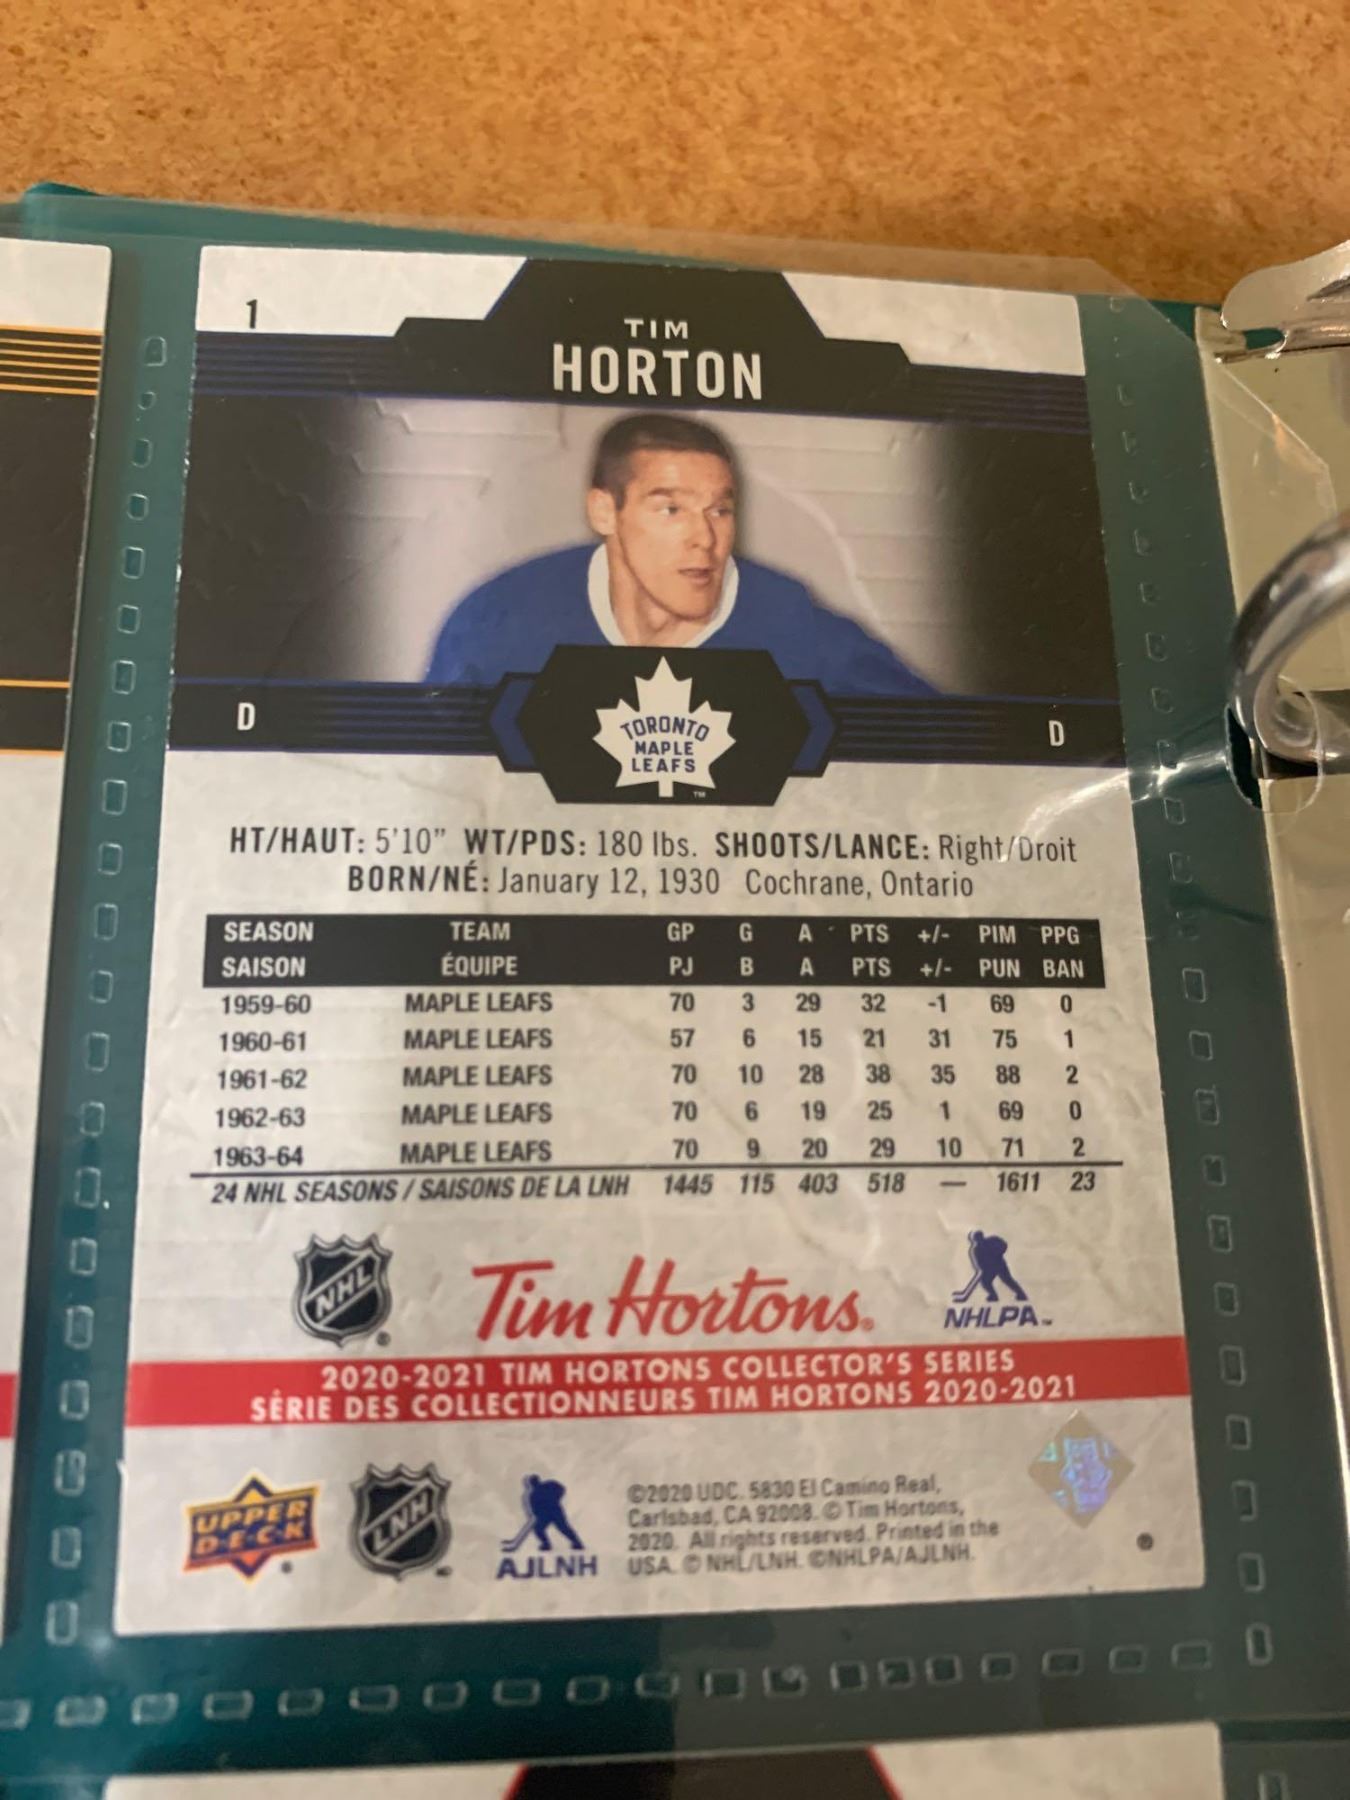 1
TIM
HORTON
D
TORONTO
MAPLE
LEAFS
™
D
HT/HAUT: 5'10" WT/PDS: 180 lbs. SHOOTS/LANCE: Right/Droit
BORN/NÉ: January 12, 1930 Cochrane, Ontario
SEASON TEAM GP G A PTS +/- PIM PPG
SAISON ÉQUIPE PJ B A PTS +/- PUN BAN
1959-60 MAPLE LEAFS 70 3 29 32 -1 69 0
1960-61 MAPLE LEAFS 57 6 15 21 31 75 1
1961-62 MAPLE LEAFS 70 10 28 38 35 88 2
1962-63 MAPLE LEAFS 70 6 19 25 1 69 0
1963-64 MAPLE LEAFS 70 9 20 29 10 71 2
24 NHL SEASONS / SAISONS DE LA LNH 1445 115 403 518 — 1611 23
NHL ®
Tim Hortons®
NHLPA™
2020-2021 TIM HORTONS COLLECTOR'S SERIES
SÉRIE DES COLLECTIONNEURS TIM HORTONS 2020-2021
UPPER
D·E·C·K
LNH
AJLNH
©2020 UDC. 5830 El Camino Real,
Carlsbad, CA 92008. © Tim Hortons,
2020. All rights reserved. Printed in the
USA. © NHL/LNH. ©NHLPA/AJLNH.